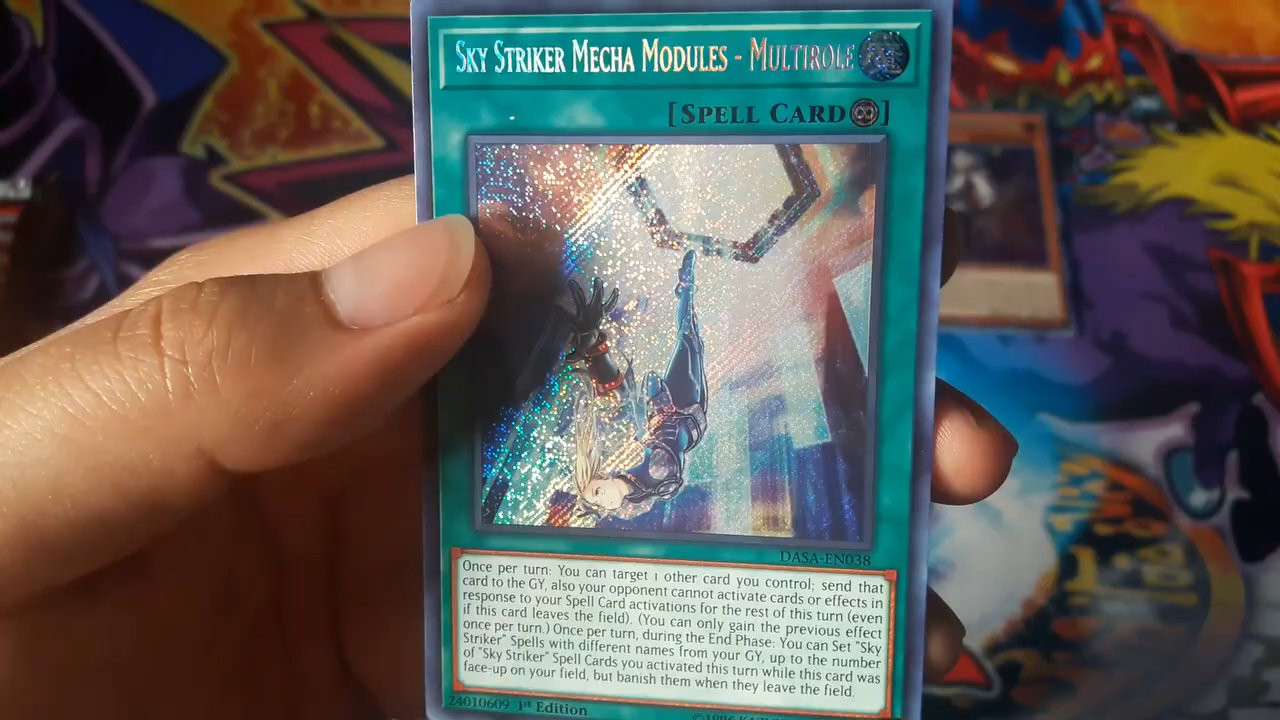 SKY STRIKER MECHA MODULES - MULTIROLE
[SPELL CARD]
DASA-EN038
Once per turn: You can target 1 other card you control; send that
card to the GY, also your opponent cannot activate cards or effects in
response to your Spell Card activations for the rest of this turn (even
if this card leaves the field). (You can only gain the previous effect
once per turn.) Once per turn, during the End Phase: You can Set "Sky
Striker" Spells with different names from your GY, up to the number
of "Sky Striker" Spell Cards you activated this turn while this card was
face-up on your field, but banish them when they leave the field.
24010609 1st Edition
©1996